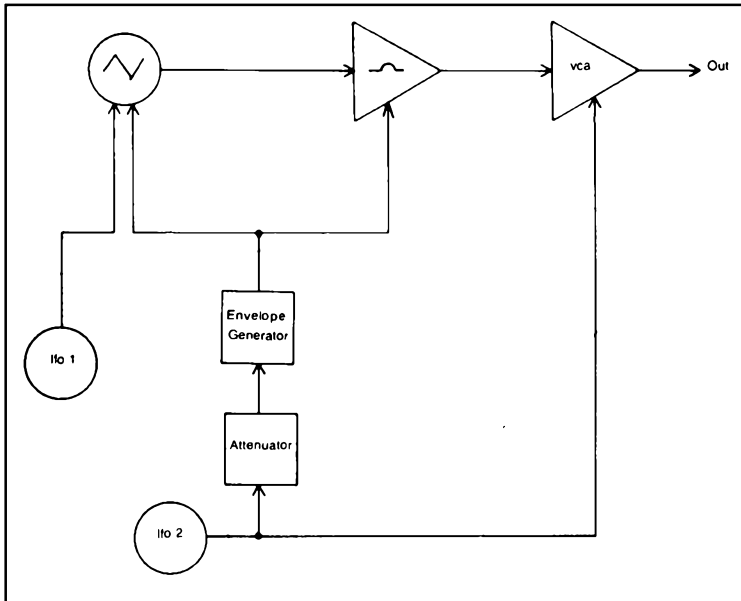 vca
Out
Envelope
Generator
lfo 1
Attenuator
lfo 2